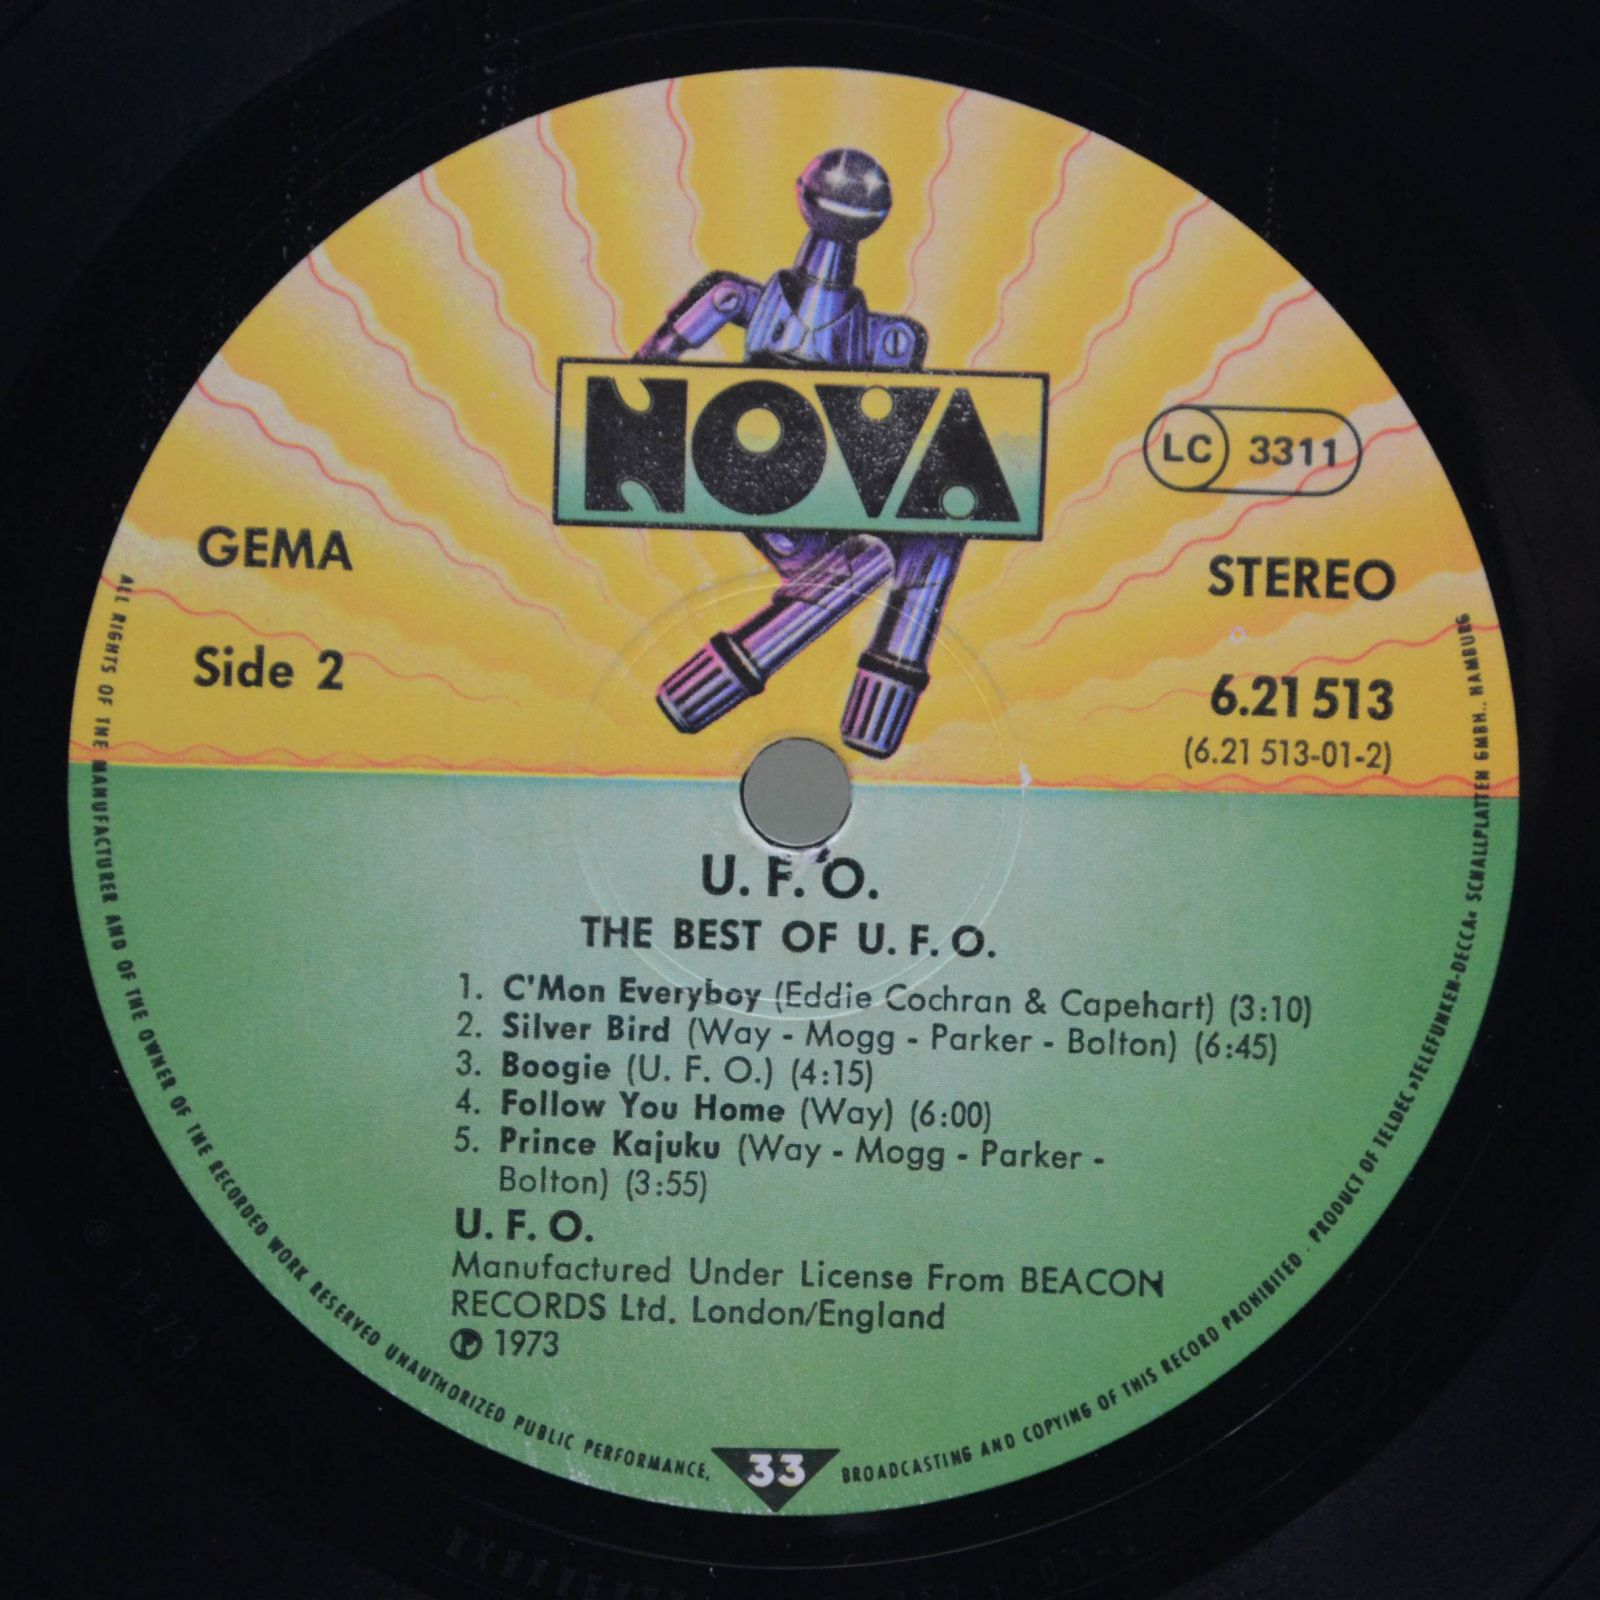 NOVA
LC 3311
GEMA
STEREO
Side 2
6.21 513
(6.21 513-01-2)
U. F. O.
THE BEST OF U. F. O.
1. C'Mon Everyboy (Eddie Cochran & Capehart) (3:10)
2. Silver Bird (Way - Mogg - Parker - Bolton) (6:45)
3. Boogie (U. F. O.) (4:15)
4. Follow You Home (Way) (6:00)
5. Prince Kajuku (Way - Mogg - Parker -
Bolton) (3:55)
U. F. O.
Manufactured Under License From BEACON
RECORDS Ltd. London/England
℗ 1973
ALL RIGHTS OF THE MANUFACTURER AND OF THE OWNER OF THE RECORDED WORK RESERVED UNAUTHORIZED PUBLIC PERFORMANCE,
33
BROADCASTING AND COPYING OF THIS RECORD PROHIBITED · PRODUCT OF TELDEC »TELEFUNKEN-DECCA« SCHALLPLATTEN GMBH., HAMBURG
℗ 1973